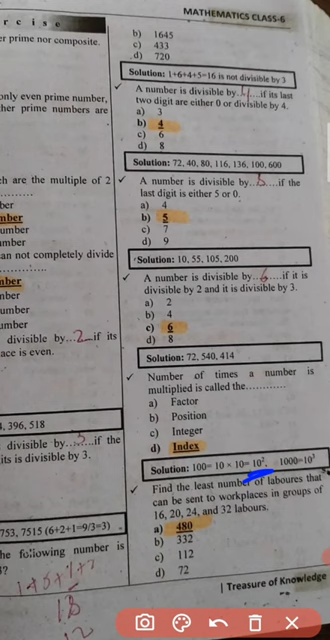 MATHEMATICS CLASS-6
r c i s e
er prime nor composite.
only even prime number,
her prime numbers are
ch are the multiple of 2
ber
mber
umber
umber
an not completely divide
mber
mber
umber
umber
divisible by...2...if its
ace is even.
4, 396, 518
divisible by...3...if the
its is divisible by 3.
753, 7515 (6+2+1=9/3=3)
he following number is
3?
b) 1645
c) 433
d) 720
Solution: 1+6+4+5=16 is not divisible by 3
A number is divisible by..4....if its last
two digit are either 0 or divisible by 4.
a) 3
b) 4
c) 6
d) 8
Solution: 72, 40, 80, 116, 136, 100, 600
A number is divisible by..5....if the
last digit is either 5 or 0.
a) 4
b) 5
c) 7
d) 9
Solution: 10, 55, 105, 200
A number is divisible by...6...if it is
divisible by 2 and it is divisible by 3.
a) 2
b) 4
c) 6
d) 8
Solution: 72, 540, 414
Number of times a number is
multiplied is called the............
a) Factor
b) Position
c) Integer
d) Index
Solution: 100= 10 × 10= 10², 1000=10³
Find the least number of laboures that
can be sent to workplaces in groups of
16, 20, 24, and 32 labours.
a) 480
b) 332
c) 112
d) 72
| Treasure of Knowledge